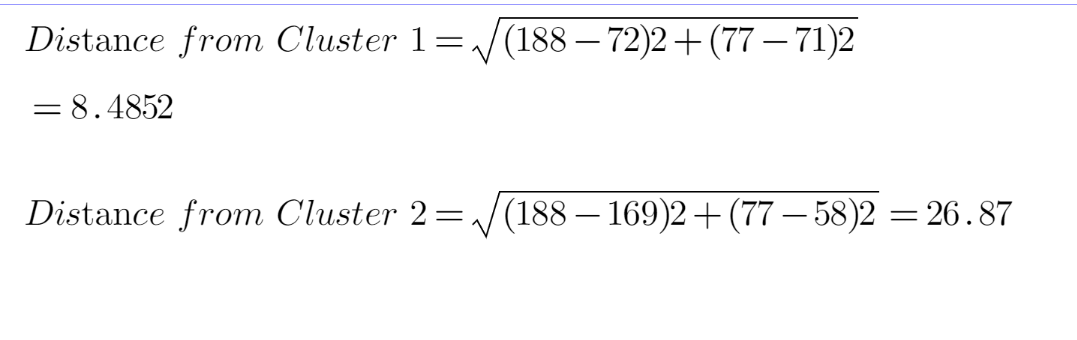 Distance from Cluster 1 = √(188 − 72)2 + (77 − 71)2
= 8.4852
Distance from Cluster 2 = √(188 − 169)2 + (77 − 58)2 = 26.87